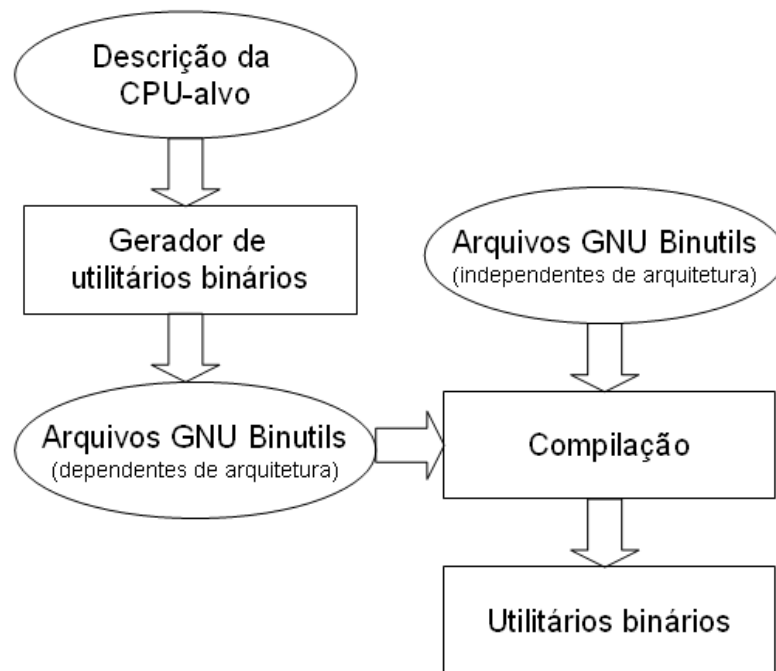 Descrição da
CPU-alvo
Gerador de
utilitários binários
Arquivos GNU Binutils
(independentes de arquitetura)
Arquivos GNU Binutils
(dependentes de arquitetura)
Compilação
Utilitários binários